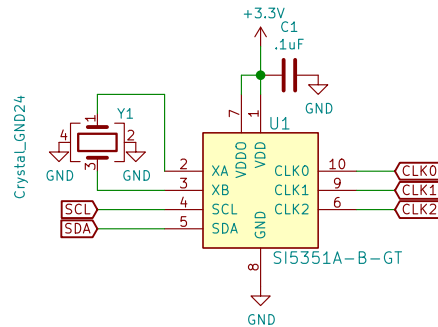 +3.3V
C1
.1uF
GND
Crystal_GND24
Y1
1
4
2
3
GND
GND
7
1
U1
VDDO
VDD
2
XA
CLK0
10
CLK0
3
XB
CLK1
9
CLK1
SCL
4
SCL
CLK2
6
CLK2
SDA
5
SDA
GND
8
SI5351A-B-GT
GND